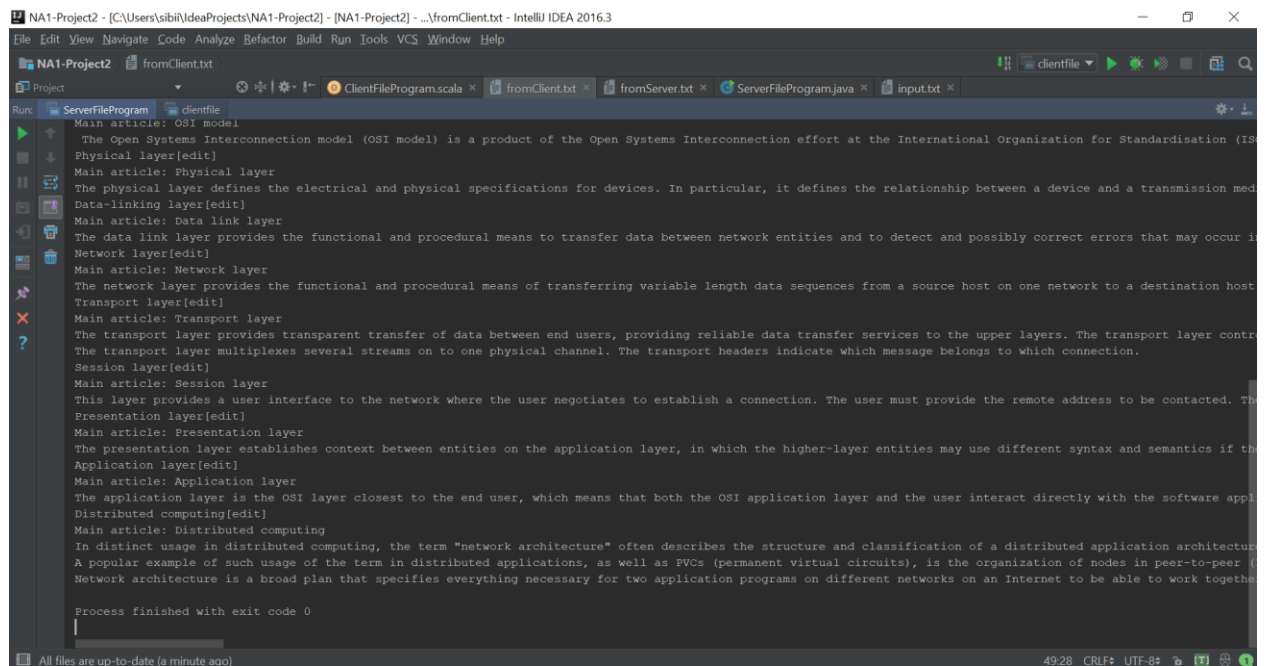 NA1-Project2 - [C:\Users\sibii\IdeaProjects\NA1-Project2] - [NA1-Project2] - ...\fromClient.txt - IntelliJ IDEA 2016.3
File Edit View Navigate Code Analyze Refactor Build Run Tools VCS Window Help
NA1-Project2 fromClient.txt clientfile
Project ClientFileProgram.scala × fromClient.txt × fromServer.txt × ServerFileProgram.java × input.txt ×
Run: ServerFileProgram clientfile
Main article: OSI model
The Open Systems Interconnection model (OSI model) is a product of the Open Systems Interconnection effort at the International Organization for Standardisation (IS
Physical layer[edit]
Main article: Physical layer
The physical layer defines the electrical and physical specifications for devices. In particular, it defines the relationship between a device and a transmission med
Data-linking layer[edit]
Main article: Data link layer
The data link layer provides the functional and procedural means to transfer data between network entities and to detect and possibly correct errors that may occur i
Network layer[edit]
Main article: Network layer
The network layer provides the functional and procedural means of transferring variable length data sequences from a source host on one network to a destination host
Transport layer[edit]
Main article: Transport layer
The transport layer provides transparent transfer of data between end users, providing reliable data transfer services to the upper layers. The transport layer contr
The transport layer multiplexes several streams on to one physical channel. The transport headers indicate which message belongs to which connection.
Session layer[edit]
Main article: Session layer
This layer provides a user interface to the network where the user negotiates to establish a connection. The user must provide the remote address to be contacted. Th
Presentation layer[edit]
Main article: Presentation layer
The presentation layer establishes context between entities on the application layer, in which the higher-layer entities may use different syntax and semantics if th
Application layer[edit]
Main article: Application layer
The application layer is the OSI layer closest to the end user, which means that both the OSI application layer and the user interact directly with the software appl
Distributed computing[edit]
Main article: Distributed computing
In distinct usage in distributed computing, the term "network architecture" often describes the structure and classification of a distributed application architectur
A popular example of such usage of the term in distributed applications, as well as PVCs (permanent virtual circuits), is the organization of nodes in peer-to-peer (
Network architecture is a broad plan that specifies everything necessary for two application programs on different networks on an Internet to be able to work togethe
Process finished with exit code 0
All files are up-to-date (a minute ago) 49:28 CRLF UTF-8 [T] 1